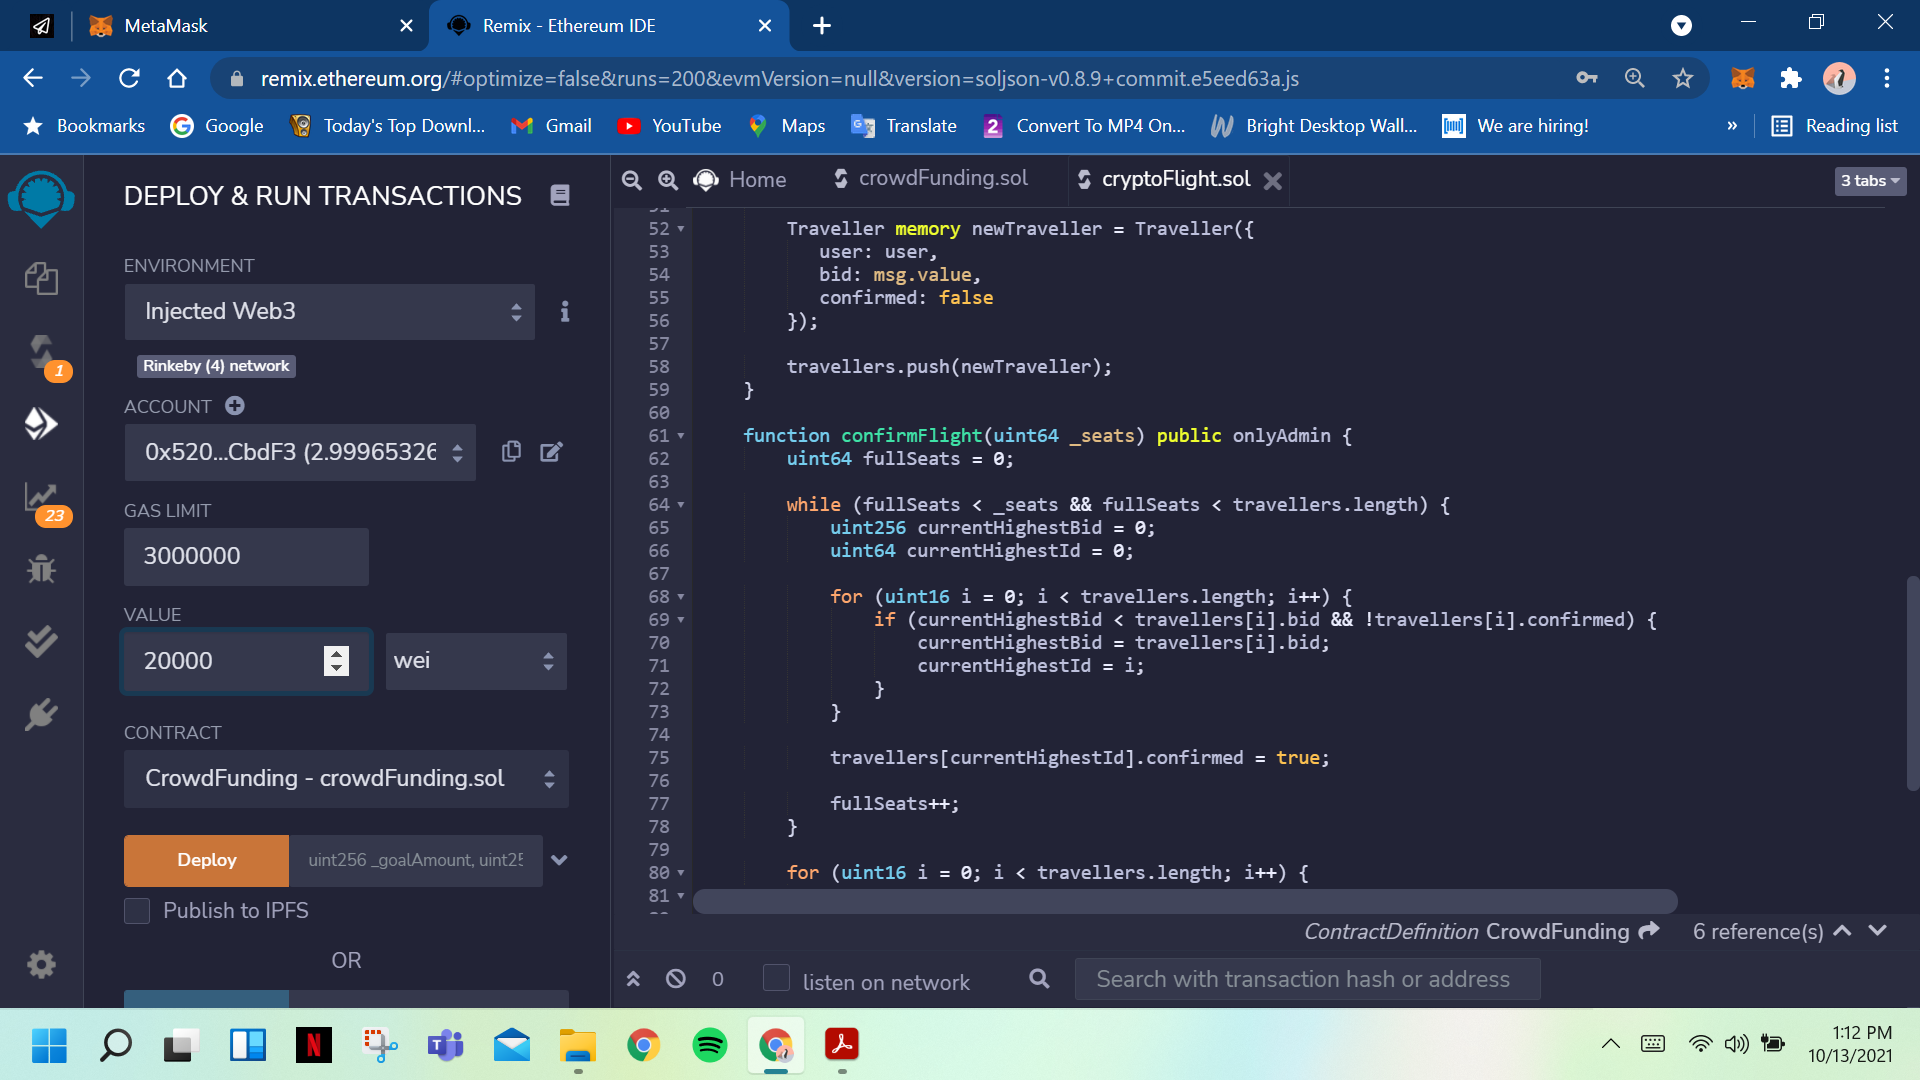 MetaMask
Remix - Ethereum IDE
remix.ethereum.org/#optimize=false&runs=200&evmVersion=null&version=soljson-v0.8.9+commit.e5eed63a.js
Bookmarks Google Today's Top Downl... Gmail YouTube Maps Translate 2 Convert To MP4 On... Bright Desktop Wall... We are hiring! » Reading list
DEPLOY & RUN TRANSACTIONS
ENVIRONMENT
Injected Web3
Rinkeby (4) network
1
ACCOUNT
0x520...CbdF3 (2.99965326
GAS LIMIT
23
3000000
VALUE
20000
wei
CONTRACT
CrowdFunding - crowdFunding.sol
Deploy
uint256 _goalAmount, uint25
Publish to IPFS
OR
Home
crowdFunding.sol
cryptoFlight.sol
3 tabs
51
52 Traveller memory newTraveller = Traveller({
53 user: user,
54 bid: msg.value,
55 confirmed: false
56 });
57
58 travellers.push(newTraveller);
59 }
60
61 function confirmFlight(uint64 _seats) public onlyAdmin {
62 uint64 fullSeats = 0;
63
64 while (fullSeats < _seats && fullSeats < travellers.length) {
65 uint256 currentHighestBid = 0;
66 uint64 currentHighestId = 0;
67
68 for (uint16 i = 0; i < travellers.length; i++) {
69 if (currentHighestBid < travellers[i].bid && !travellers[i].confirmed) {
70 currentHighestBid = travellers[i].bid;
71 currentHighestId = i;
72 }
73 }
74
75 travellers[currentHighestId].confirmed = true;
76
77 fullSeats++;
78 }
79
80 for (uint16 i = 0; i < travellers.length; i++) {
81
ContractDefinition CrowdFunding 6 reference(s)
0 listen on network Search with transaction hash or address
1:12 PM
10/13/2021